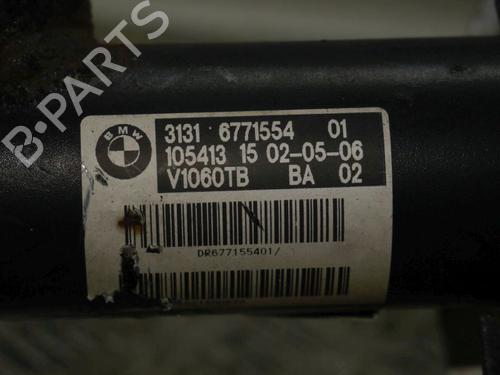 BMW
3131 6771554 01
105413 15 02-05-06
V1060TB BA 02
DR677155401/
B-PARTS